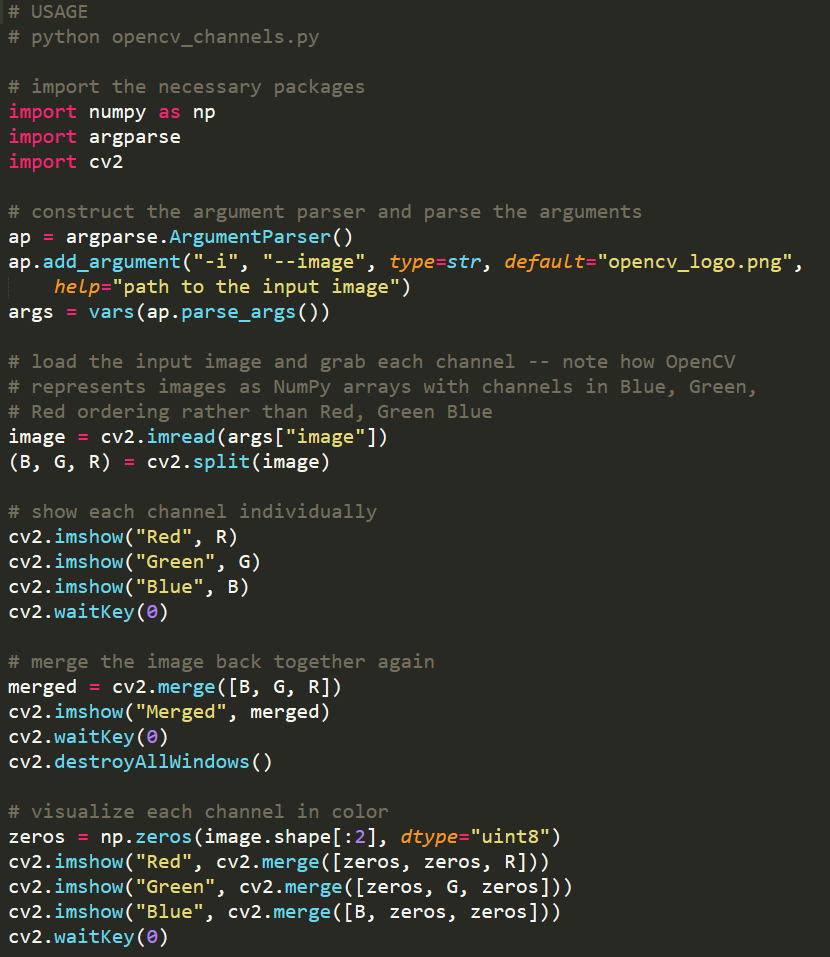 # USAGE
# python opencv_channels.py
# import the necessary packages
import numpy as np
import argparse
import cv2
# construct the argument parser and parse the arguments
ap = argparse.ArgumentParser()
ap.add_argument("-i", "--image", type=str, default="opencv_logo.png",
    help="path to the input image")
args = vars(ap.parse_args())
# load the input image and grab each channel -- note how OpenCV
# represents images as NumPy arrays with channels in Blue, Green,
# Red ordering rather than Red, Green Blue
image = cv2.imread(args["image"])
(B, G, R) = cv2.split(image)
# show each channel individually
cv2.imshow("Red", R)
cv2.imshow("Green", G)
cv2.imshow("Blue", B)
cv2.waitKey(0)
# merge the image back together again
merged = cv2.merge([B, G, R])
cv2.imshow("Merged", merged)
cv2.waitKey(0)
cv2.destroyAllWindows()
# visualize each channel in color
zeros = np.zeros(image.shape[:2], dtype="uint8")
cv2.imshow("Red", cv2.merge([zeros, zeros, R]))
cv2.imshow("Green", cv2.merge([zeros, G, zeros]))
cv2.imshow("Blue", cv2.merge([B, zeros, zeros]))
cv2.waitKey(0)